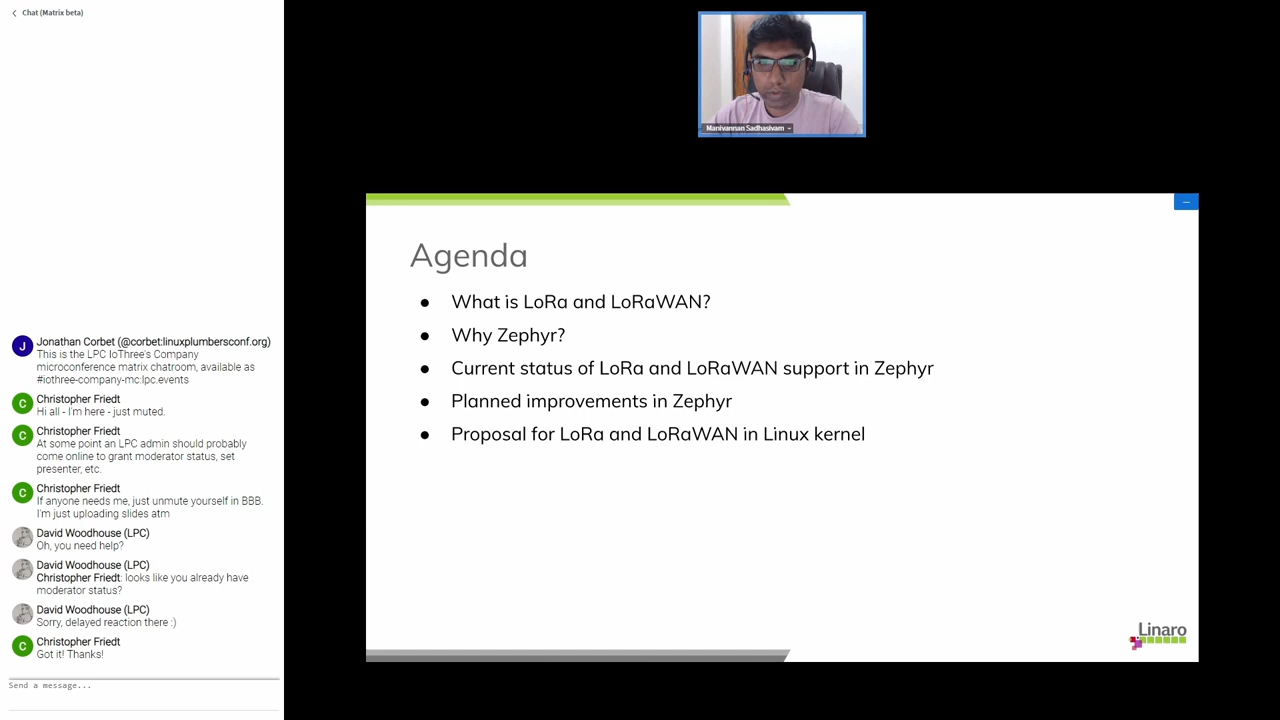 Chat (Matrix beta)
Jonathan Corbet (@corbet:linuxplumbersconf.org)
This is the LPC IoThree's Company
microconference matrix chatroom, available as
#iothree-company-mc:lpc.events
Christopher Friedt
Hi all - I'm here - just muted.
Christopher Friedt
At some point an LPC admin should probably
come online to grant moderator status, set
presenter, etc.
Christopher Friedt
If anyone needs me, just unmute yourself in BBB.
I'm just uploading slides atm
David Woodhouse (LPC)
Oh, you need help?
David Woodhouse (LPC)
Christopher Friedt: looks like you already have
moderator status?
David Woodhouse (LPC)
Sorry, delayed reaction there :)
Christopher Friedt
Got it! Thanks!
Send a message...
Manivannan Sadhasivam
Agenda
● What is LoRa and LoRaWAN?
● Why Zephyr?
● Current status of LoRa and LoRaWAN support in Zephyr
● Planned improvements in Zephyr
● Proposal for LoRa and LoRaWAN in Linux kernel
Linaro
J
C
C
C
C